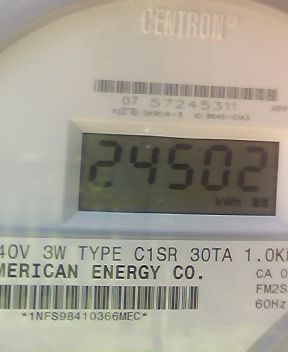 CENTRON®
07 57245311
24502
kWh
40V 3W TYPE C1SR 30TA 1.0K
MERICAN ENERGY CO.
CA 0
FM2S
60Hz
*1NFS98410366MEC*